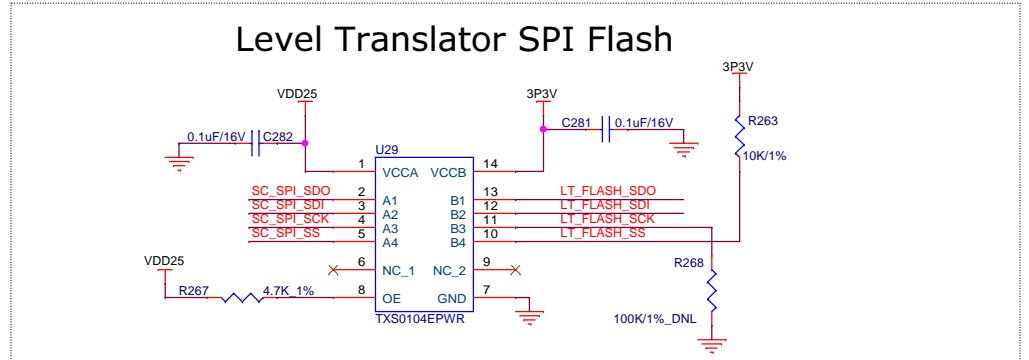 Level Translator SPI Flash
3P3V
VDD25
3P3V
R263
10K/1%
0.1uF/16V C282
C281 0.1uF/16V
U29
1 VCCA VCCB 14
SC_SPI_SDO 2 A1 B1 13 LT_FLASH_SDO
SC_SPI_SDI 3 A2 B2 12 LT_FLASH_SDI
SC_SPI_SCK 4 A3 B3 11 LT_FLASH_SCK
SC_SPI_SS 5 A4 B4 10 LT_FLASH_SS
6 NC_1 NC_2 9
VDD25
R267 4.7K_1% 8 OE GND 7
TXS0104EPWR
R268
100K/1%_DNL